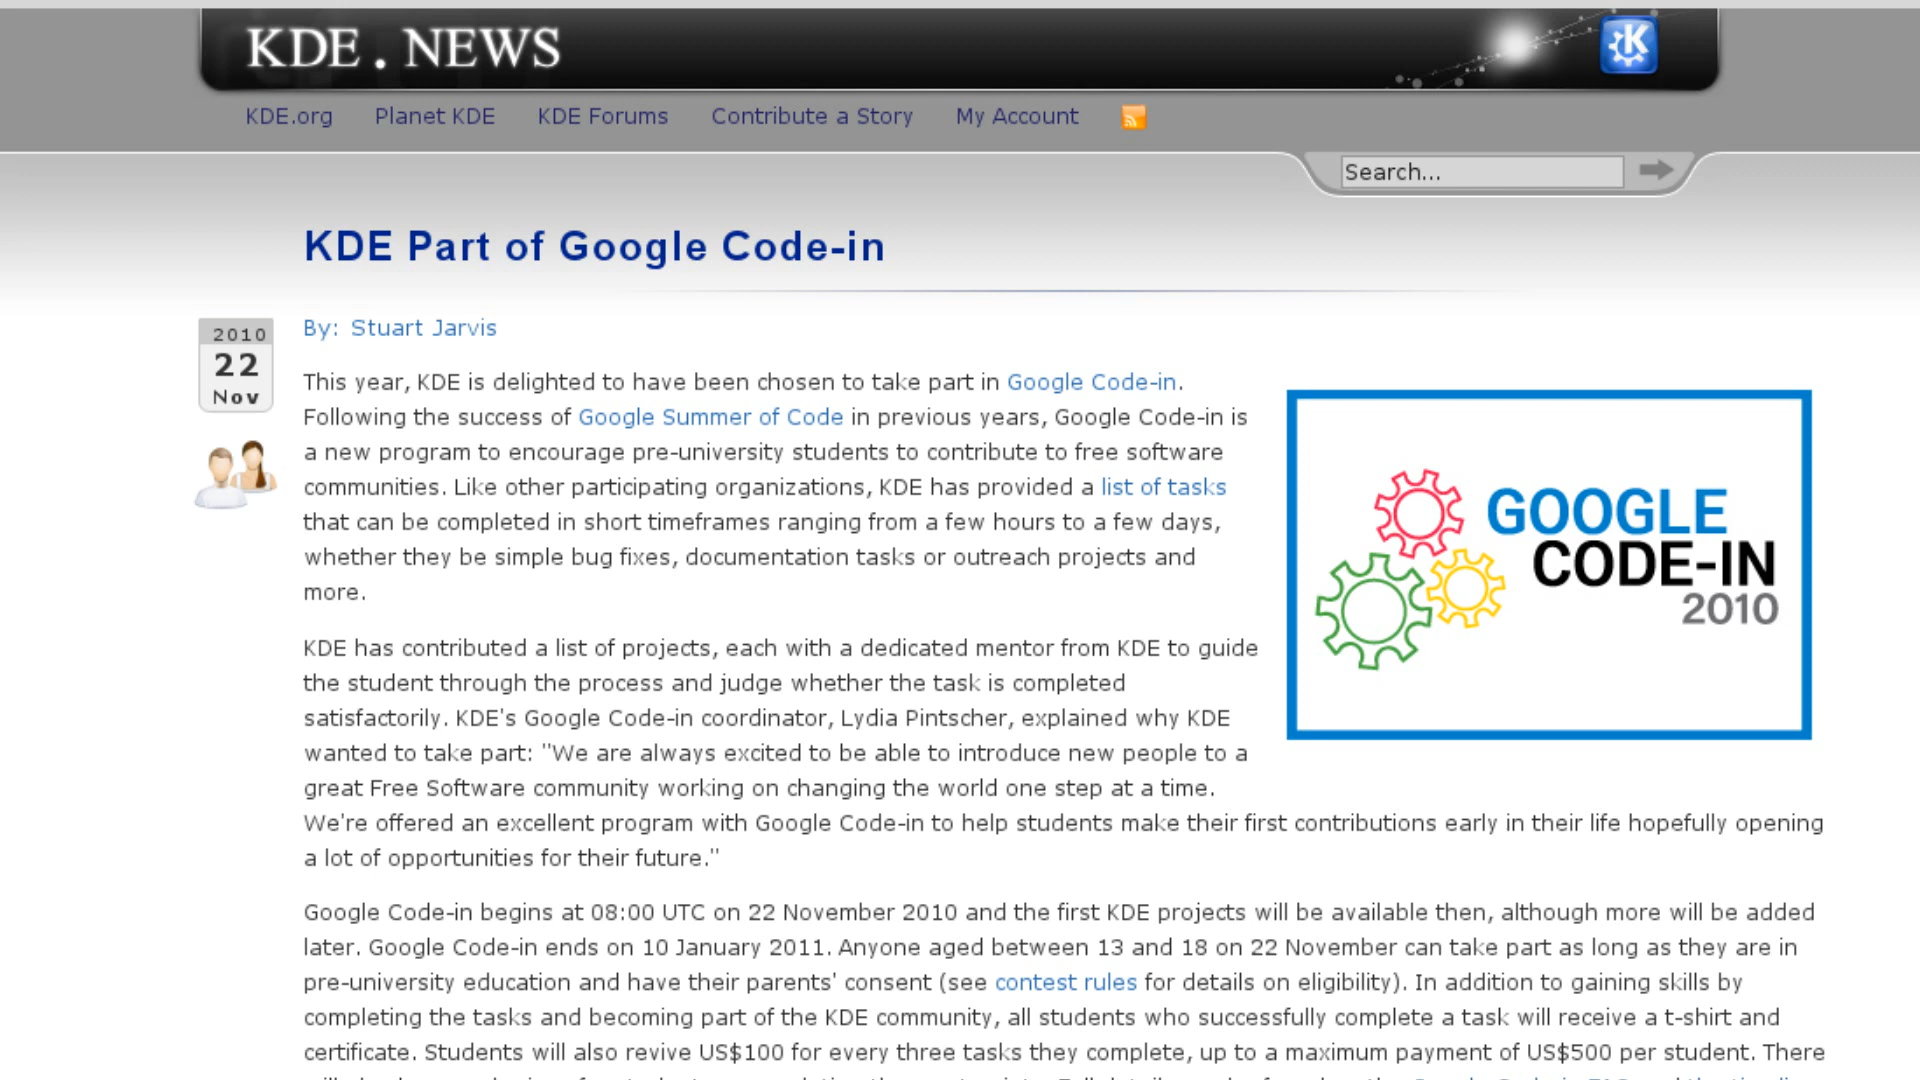 KDE . NEWS
KDE.org Planet KDE KDE Forums Contribute a Story My Account
Search...
KDE Part of Google Code-in
2010
22
Nov
By: Stuart Jarvis
This year, KDE is delighted to have been chosen to take part in Google Code-in.
Following the success of Google Summer of Code in previous years, Google Code-in is
a new program to encourage pre-university students to contribute to free software
communities. Like other participating organizations, KDE has provided a list of tasks
that can be completed in short timeframes ranging from a few hours to a few days,
whether they be simple bug fixes, documentation tasks or outreach projects and
more.
GOOGLE
CODE-IN
2010
KDE has contributed a list of projects, each with a dedicated mentor from KDE to guide
the student through the process and judge whether the task is completed
satisfactorily. KDE's Google Code-in coordinator, Lydia Pintscher, explained why KDE
wanted to take part: "We are always excited to be able to introduce new people to a
great Free Software community working on changing the world one step at a time.
We're offered an excellent program with Google Code-in to help students make their first contributions early in their life hopefully opening
a lot of opportunities for their future."
Google Code-in begins at 08:00 UTC on 22 November 2010 and the first KDE projects will be available then, although more will be added
later. Google Code-in ends on 10 January 2011. Anyone aged between 13 and 18 on 22 November can take part as long as they are in
pre-university education and have their parents' consent (see contest rules for details on eligibility). In addition to gaining skills by
completing the tasks and becoming part of the KDE community, all students who successfully complete a task will receive a t-shirt and
certificate. Students will also revive US$100 for every three tasks they complete, up to a maximum payment of US$500 per student. There